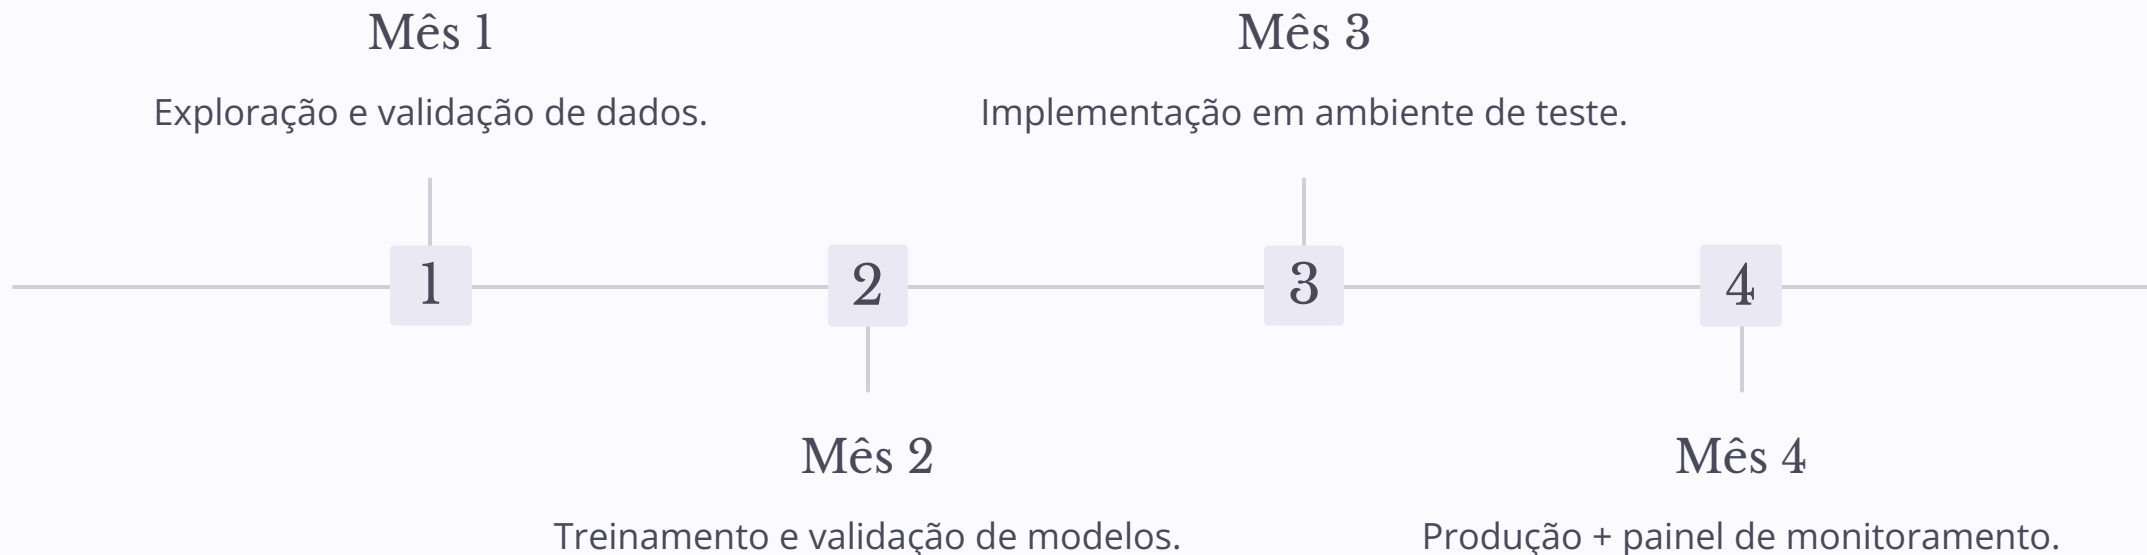 Mês 1
Exploração e validação de dados.
Mês 3
Implementação em ambiente de teste.
1
2
3
4
Mês 2
Treinamento e validação de modelos.
Mês 4
Produção + painel de monitoramento.